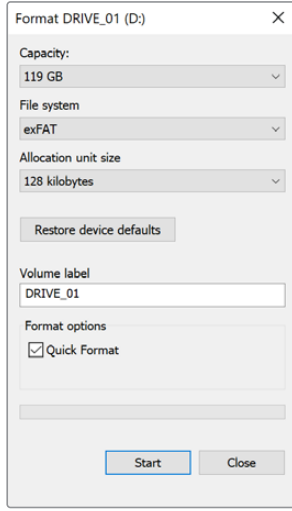 Format DRIVE_01 (D:)
Capacity:
119 GB
File system
exFAT
Allocation unit size
128 kilobytes
Restore device defaults
Volume label
DRIVE_01
Format options
Quick Format
Start Close